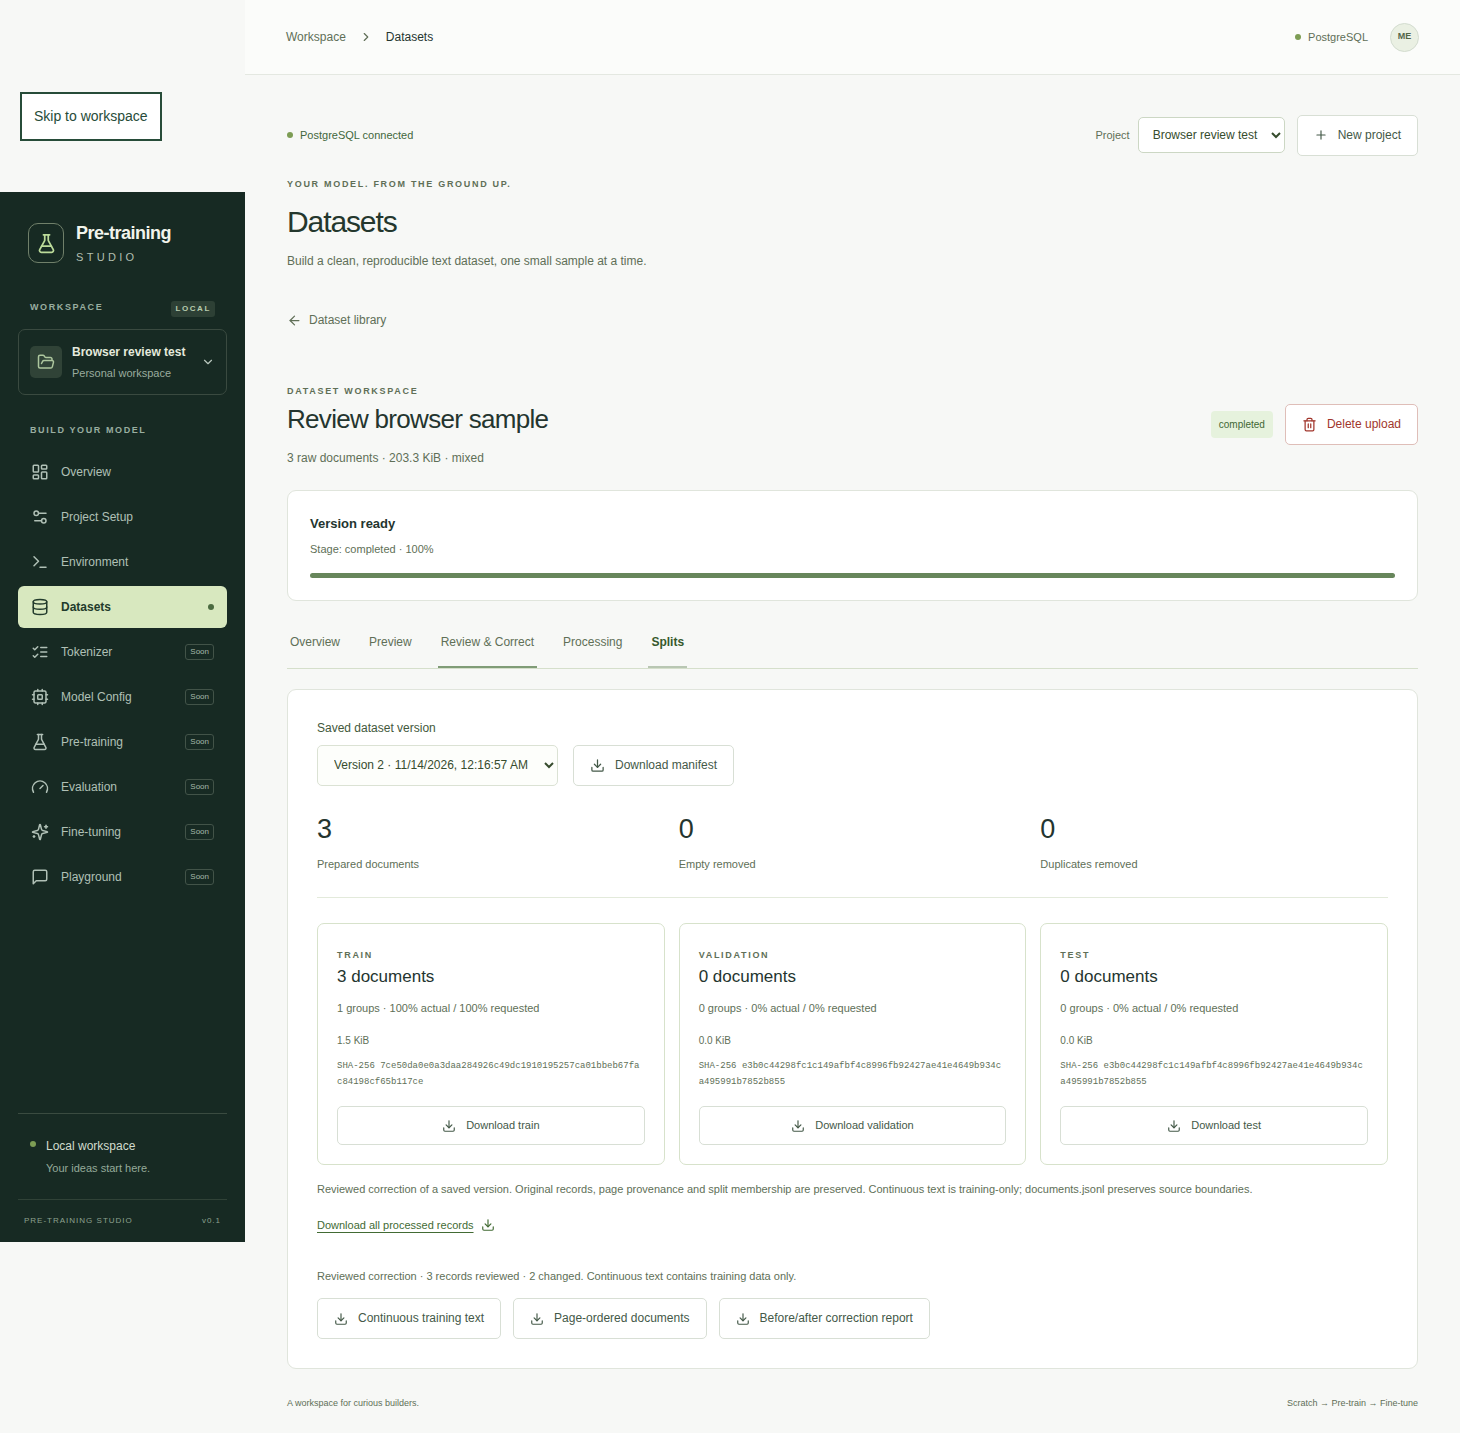 Workspace
Datasets
PostgreSQL
ME
Skip to workspace
PostgreSQL connected
Project
Browser review test
New project
YOUR MODEL. FROM THE GROUND UP.
Datasets
Build a clean, reproducible text dataset, one small sample at a time.
Dataset library
Pre-training
STUDIO
WORKSPACE
LOCAL
Browser review test
Personal workspace
BUILD YOUR MODEL
Overview
Project Setup
Environment
Datasets
Tokenizer
Soon
Model Config
Soon
Pre-training
Soon
Evaluation
Soon
Fine-tuning
Soon
Playground
Soon
Local workspace
Your ideas start here.
PRE-TRAINING STUDIO
v0.1
DATASET WORKSPACE
Review browser sample
3 raw documents · 203.3 KiB · mixed
completed
Delete upload
Version ready
Stage: completed · 100%
Overview
Preview
Review & Correct
Processing
Splits
Saved dataset version
Version 2 · 11/14/2026, 12:16:57 AM
Download manifest
3
Prepared documents
0
Empty removed
0
Duplicates removed
TRAIN
3 documents
1 groups · 100% actual / 100% requested
1.5 KiB
SHA-256 7ce50da0e0a3daa284926c49dc1910195257ca01bbeb67fa
c84198cf65b117ce
Download train
VALIDATION
0 documents
0 groups · 0% actual / 0% requested
0.0 KiB
SHA-256 e3b0c44298fc1c149afbf4c8996fb92427ae41e4649b934c
a495991b7852b855
Download validation
TEST
0 documents
0 groups · 0% actual / 0% requested
0.0 KiB
SHA-256 e3b0c44298fc1c149afbf4c8996fb92427ae41e4649b934c
a495991b7852b855
Download test
Reviewed correction of a saved version. Original records, page provenance and split membership are preserved. Continuous text is training-only; documents.jsonl preserves source boundaries.
Download all processed records
Reviewed correction · 3 records reviewed · 2 changed. Continuous text contains training data only.
Continuous training text
Page-ordered documents
Before/after correction report
A workspace for curious builders.
Scratch → Pre-train → Fine-tune